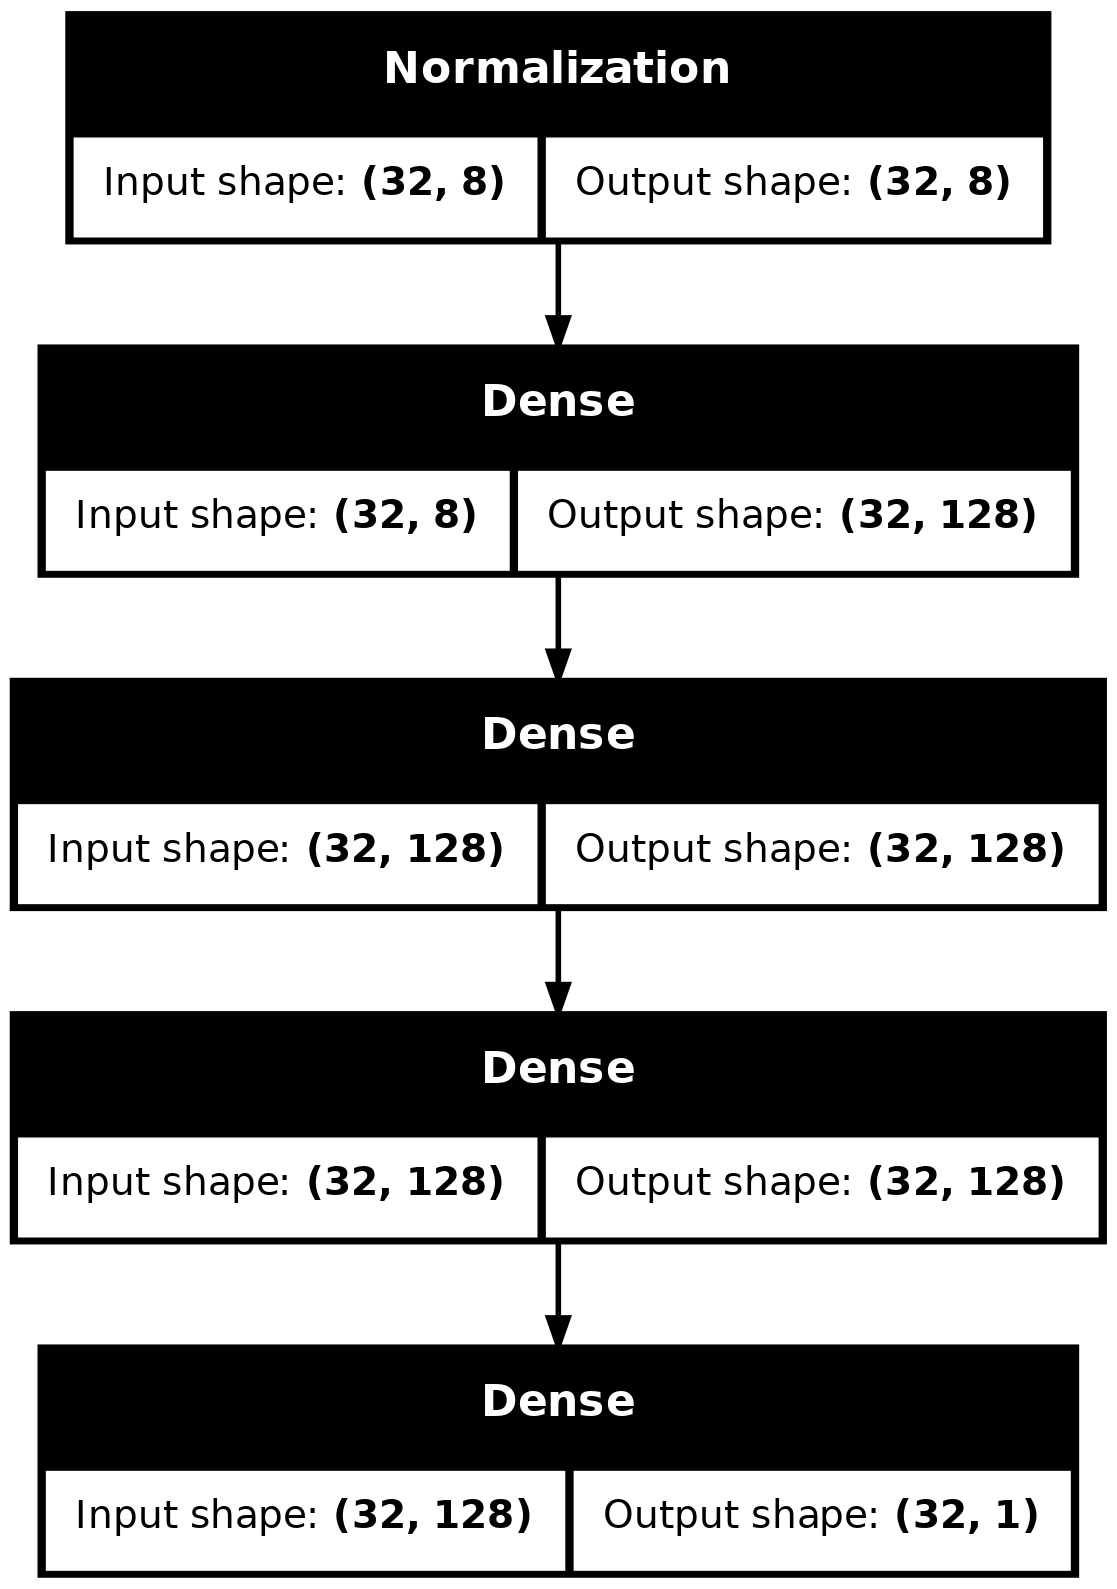 Normalization
Input shape: (32, 8) Output shape: (32, 8)
Dense
Input shape: (32, 8) Output shape: (32, 128)
Dense
Input shape: (32, 128) Output shape: (32, 128)
Dense
Input shape: (32, 128) Output shape: (32, 128)
Dense
Input shape: (32, 128) Output shape: (32, 1)